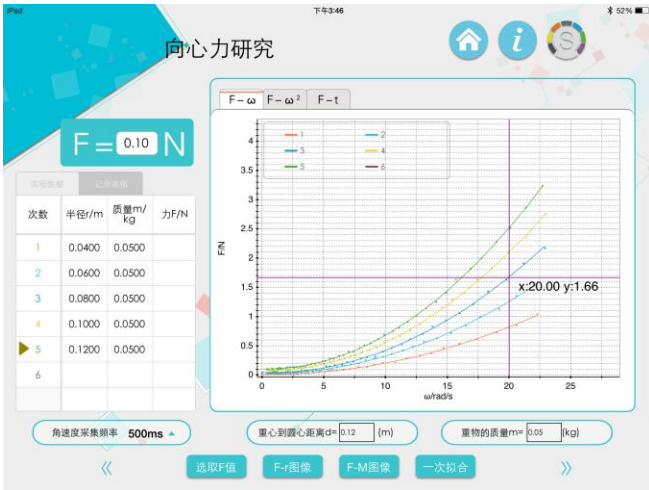 iPad
下午3:46
52%
向心力研究
F= 0.10 N
F-ω F-ω² F-t
记录表格
次数 半径r/m 质量m/kg 力F/N
1 0.0400 0.0500
2 0.0600 0.0500
3 0.0800 0.0500
4 0.1000 0.0500
5 0.1200 0.0500
6
1 2
3 4
5 6
4
3.5
3
2.5
2
1.5
1
0.5
0
F/N
x:20.00 y:1.66
0 5 10 15 20 25
ω/rad/s
角速度采集频率 500ms
重心到圆心距离d= 0.12 (m)
重物的质量m= 0.05 (kg)
选取F值 F-r图像 F-M图像 一次拟合